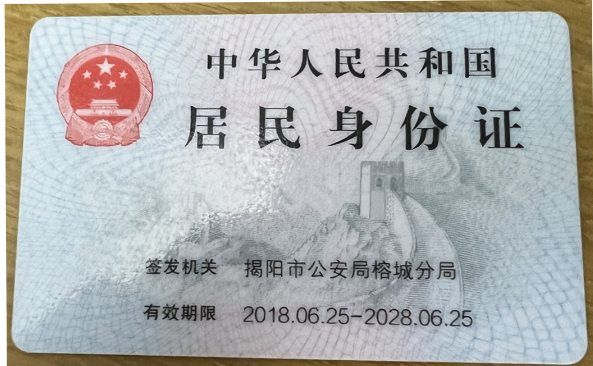 中华人民共和国
居民身份证
签发机关 揭阳市公安局榕城分局
有效期限 2018.06.25-2028.06.25